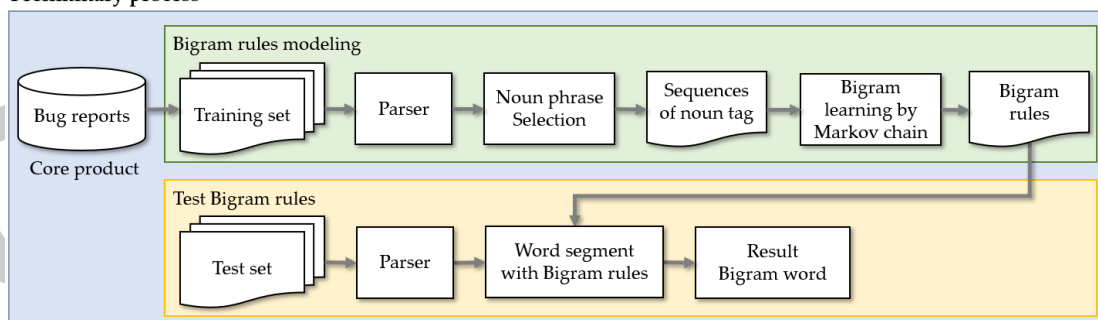 Preliminary process
Bigram rules modeling
Bug reports
Core product
Training set
Parser
Noun phrase
Selection
Sequences
of noun tag
Bigram
learning by
Markov chain
Bigram
rules
Test Bigram rules
Test set
Parser
Word segment
with Bigram rules
Result
Bigram word